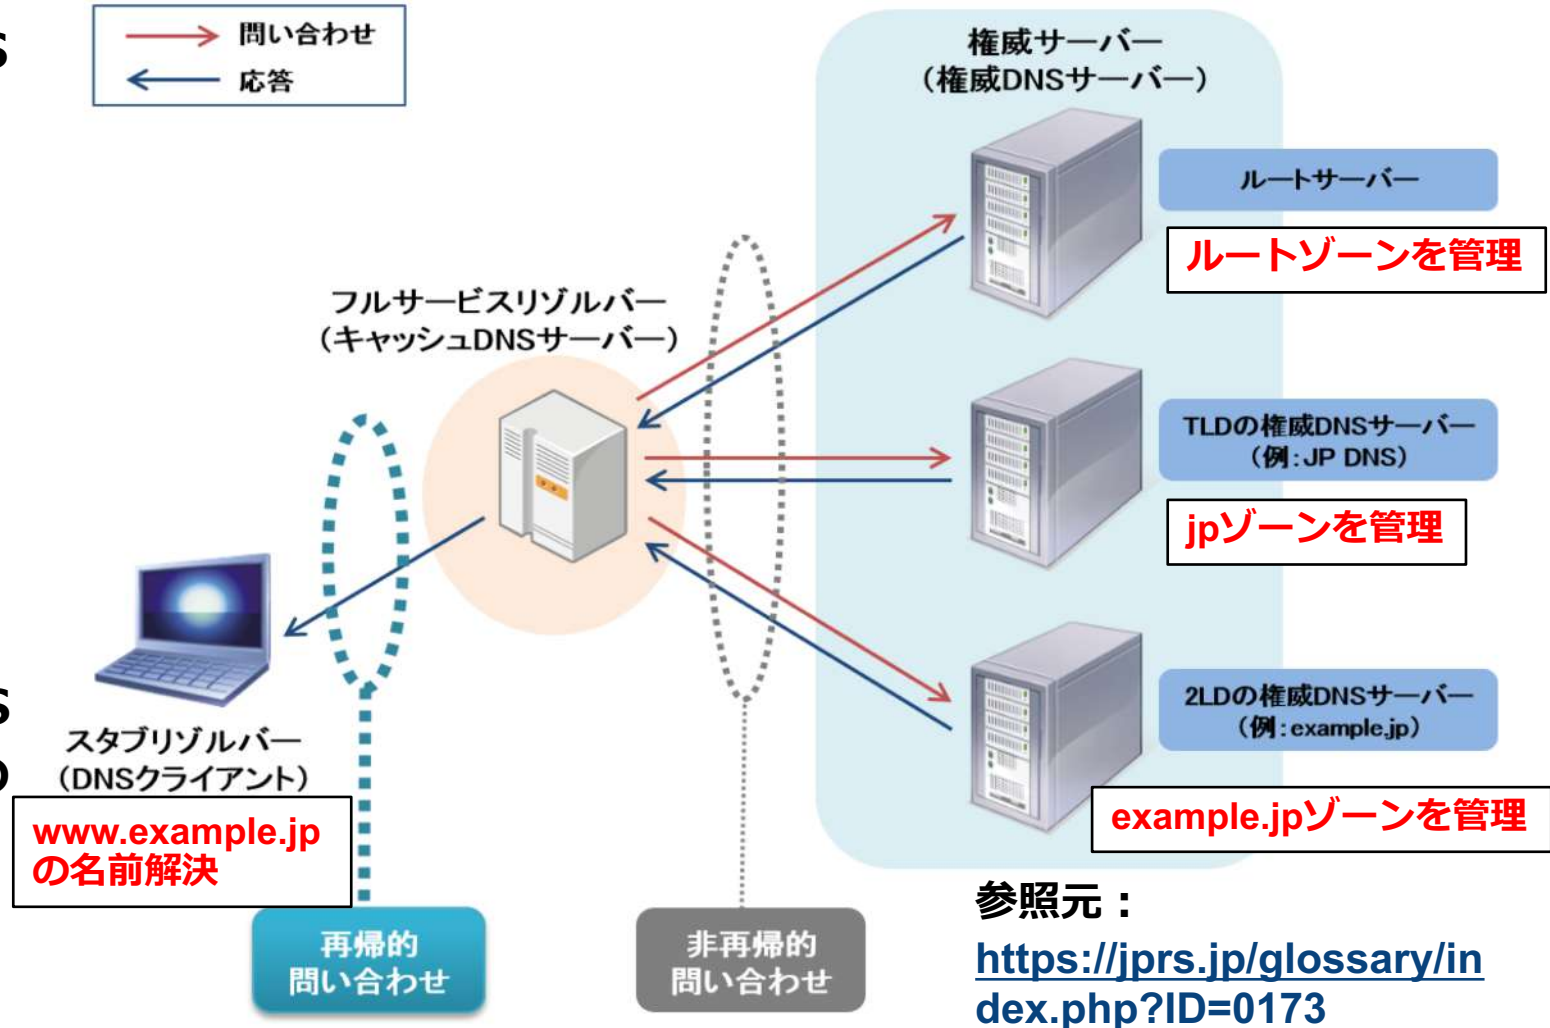 S
問い合わせ
応答
権威サーバー
（権威DNSサーバー）
ルートサーバー
ルートゾーンを管理
フルサービスリゾルバー
（キャッシュDNSサーバー）
TLDの権威DNSサーバー
（例：JP DNS）
jpゾーンを管理
2LDの権威DNSサーバー
（例：example.jp）
example.jpゾーンを管理
S
スタブリゾルバー
（DNSクライアント）
www.example.jp
の名前解決
再帰的
問い合わせ
非再帰的
問い合わせ
参照元：
https://jprs.jp/glossary/in
dex.php?ID=0173